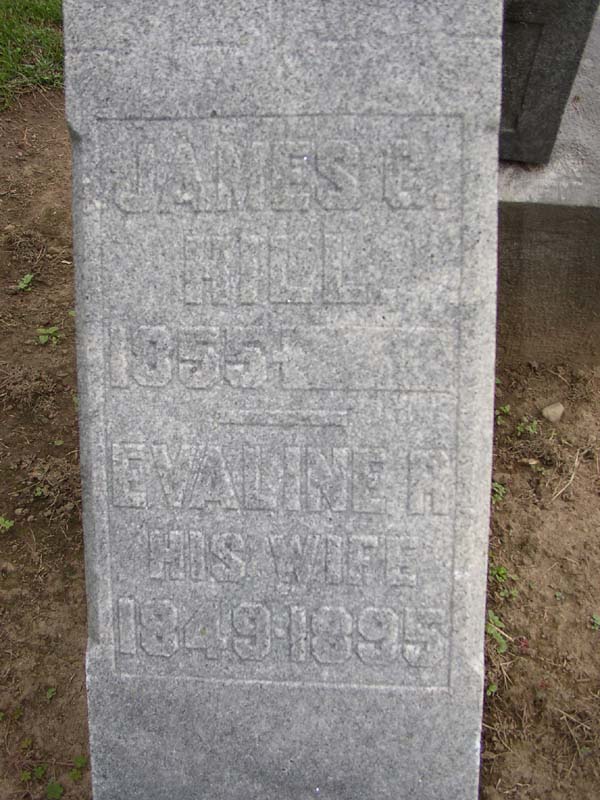 JAMES C.
HILL
1855-
EVALINE R.
HIS WIFE
1849-1895